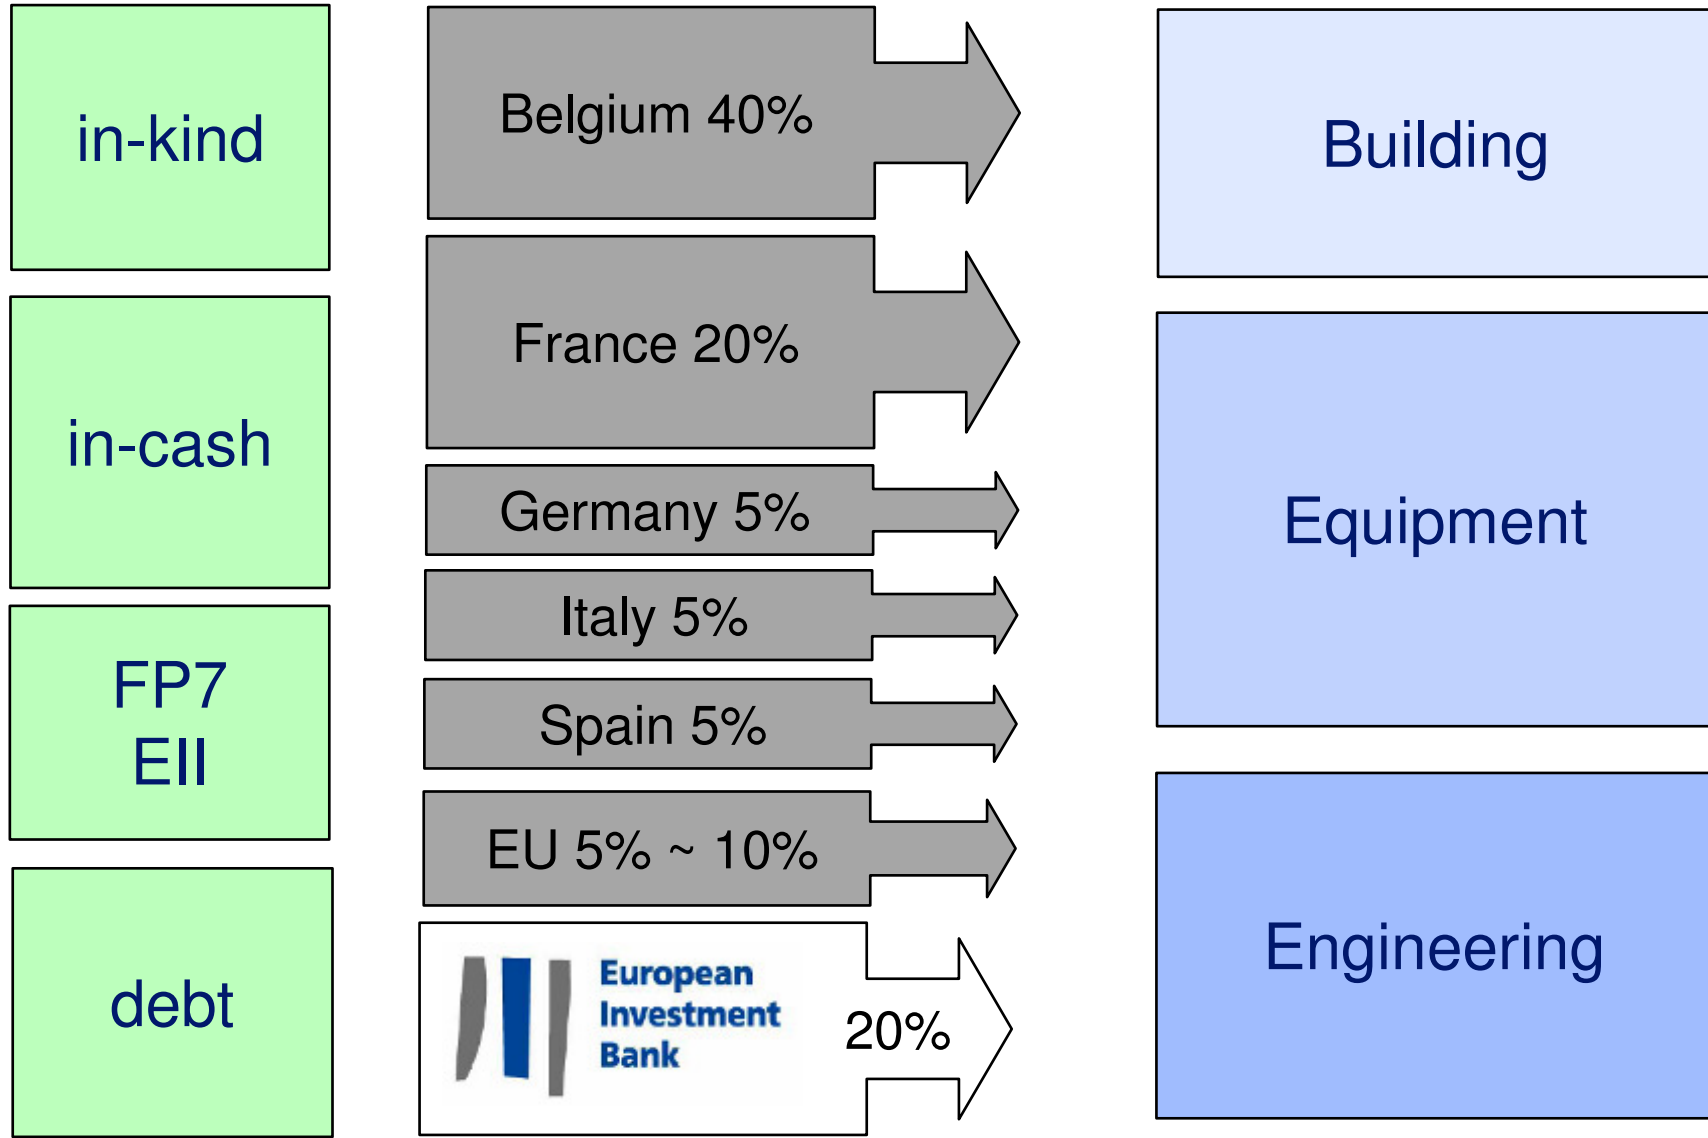 in-kind
in-cash
FP7
EII
debt
Belgium 40%
France 20%
Germany 5%
Italy 5%
Spain 5%
EU 5% ~ 10%
European
Investment
Bank
20%
Building
Equipment
Engineering